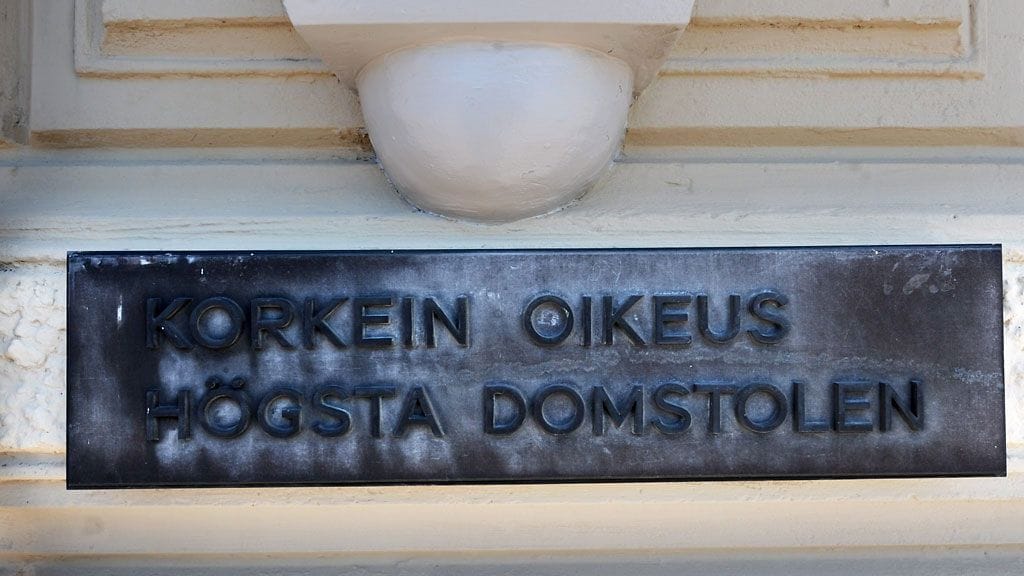 KORKEIN OIKEUS
HÖGSTA DOMSTOLEN